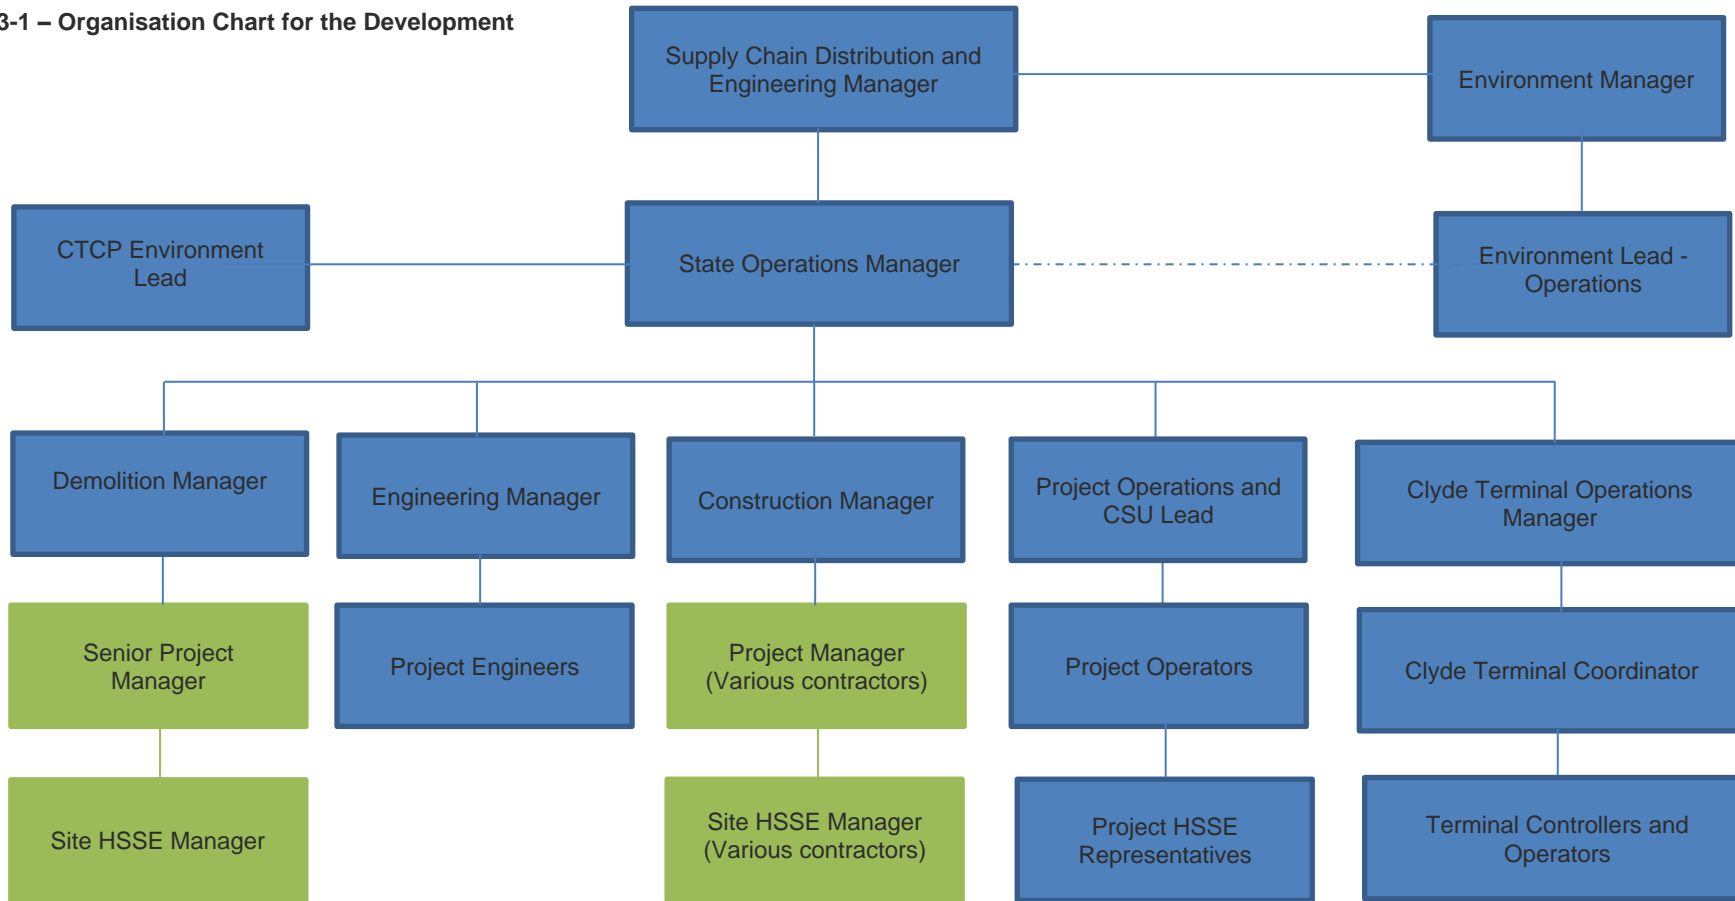 3-1 – Organisation Chart for the Development
Supply Chain Distribution and
Engineering Manager
Environment Manager
CTCP Environment
Lead
State Operations Manager
Environment Lead -
Operations
Demolition Manager
Engineering Manager
Construction Manager
Project Operations and
CSU Lead
Clyde Terminal Operations
Manager
Senior Project
Manager
Project Engineers
Project Manager
(Various contractors)
Project Operators
Clyde Terminal Coordinator
Site HSSE Manager
Site HSSE Manager
(Various contractors)
Project HSSE
Representatives
Terminal Controllers and
Operators